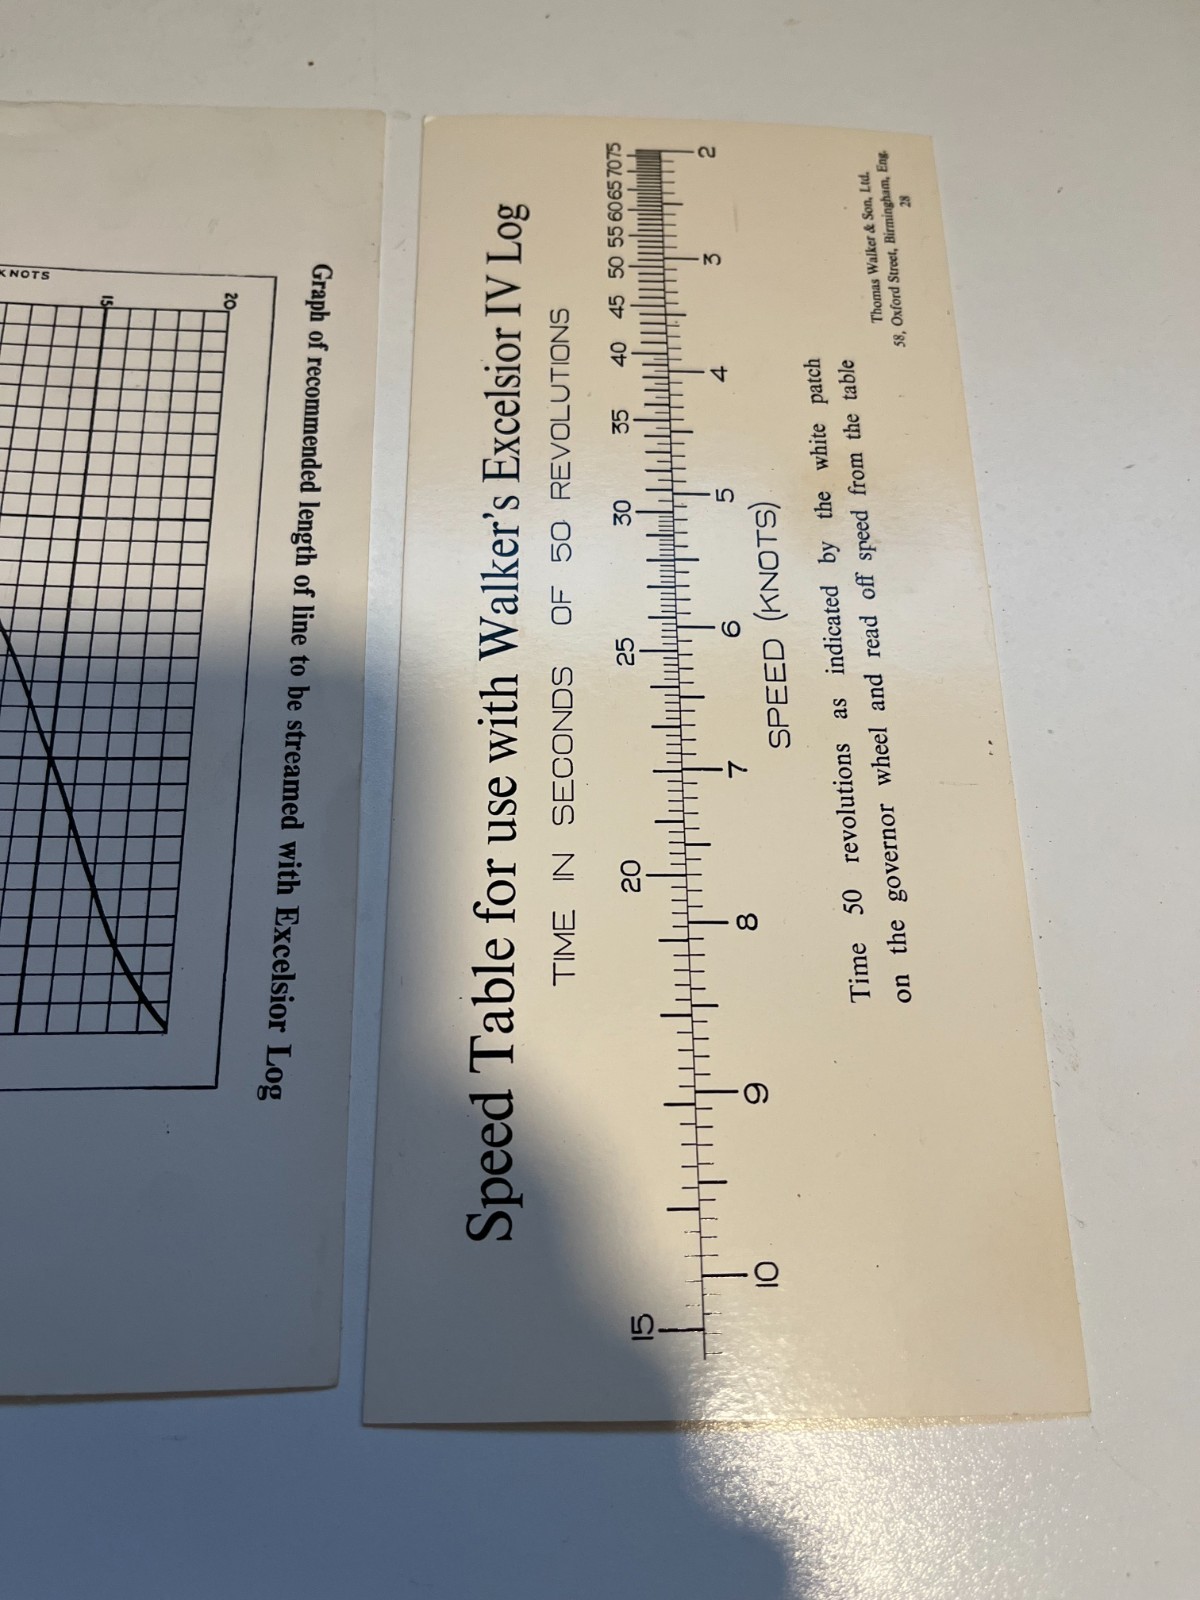 Speed Table for use with Walker's Excelsior IV Log
TIME IN SECONDS OF 50 REVOLUTIONS
15 20 25 30 35 40 45 50 55 60 65 70 75
10 9 8 7 6 5 4 3 2
SPEED (KNOTS)
Time 50 revolutions as indicated by the white patch
on the governor wheel and read off speed from the table
Thomas Walker & Son, Ltd.
58, Oxford Street, Birmingham, Eng.
28
KNOTS
15
20
Graph of recommended length of line to be streamed with Excelsior Log